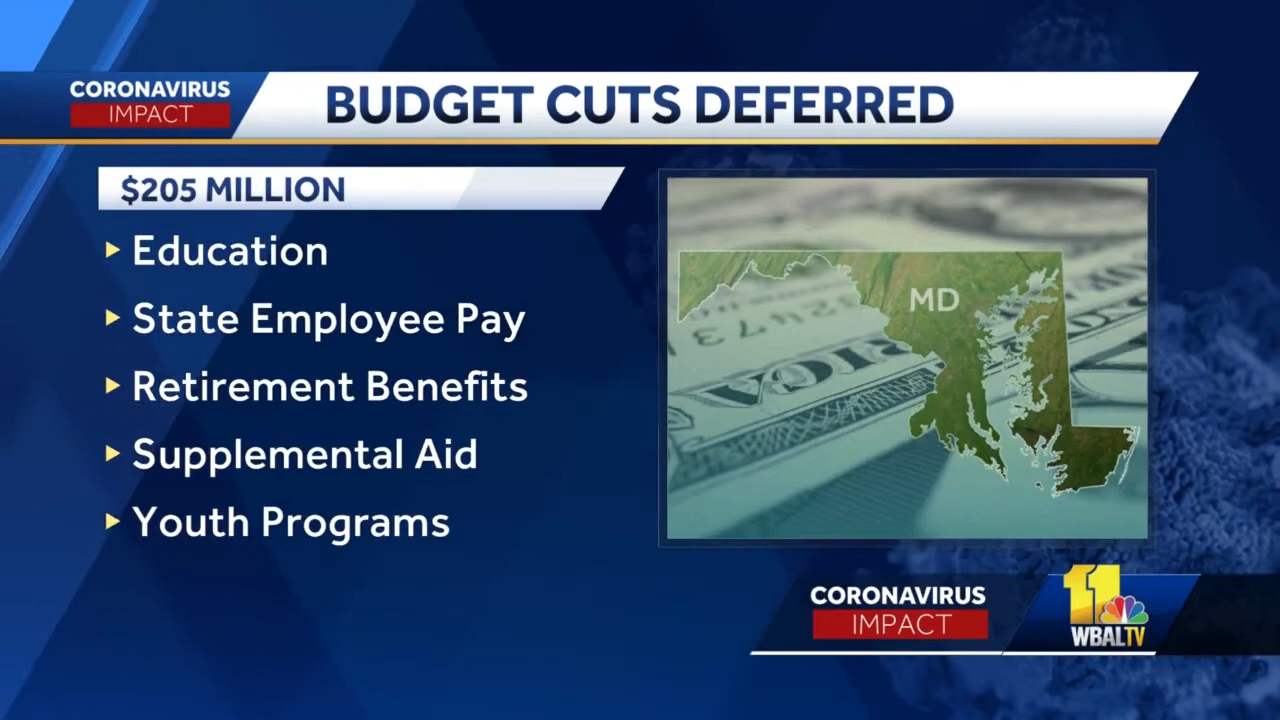 CORONAVIRUS
IMPACT
BUDGET CUTS DEFERRED
$205 MILLION
Education
State Employee Pay
Retirement Benefits
Supplemental Aid
Youth Programs
MD
CORONAVIRUS
IMPACT
11
WBALTV